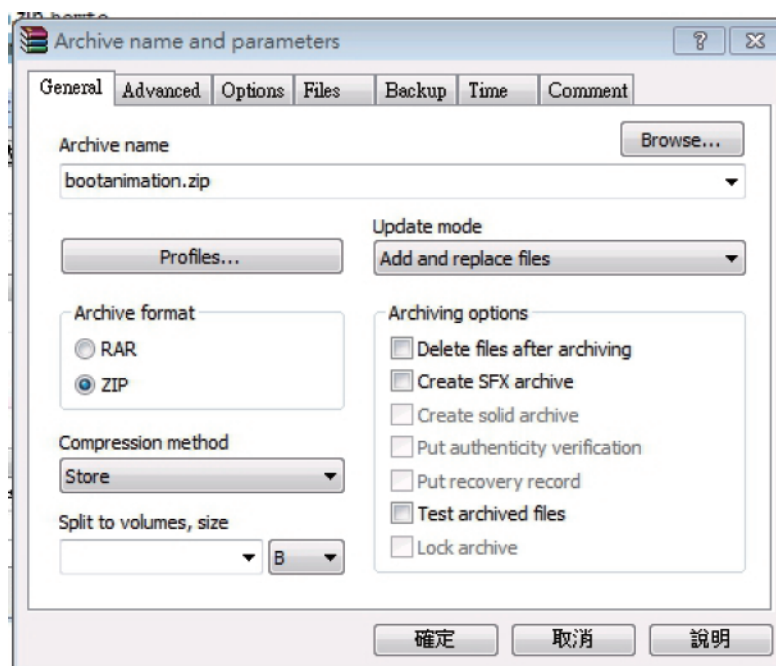 ZIP howto
Archive name and parameters
General Advanced Options Files Backup Time Comment
Archive name
Browse...
bootanimation.zip
Update mode
Profiles...
Add and replace files
Archive format
RAR
ZIP
Archiving options
Delete files after archiving
Create SFX archive
Create solid archive
Put authenticity verification
Put recovery record
Test archived files
Lock archive
Compression method
Store
Split to volumes, size
B
確定 取消 說明